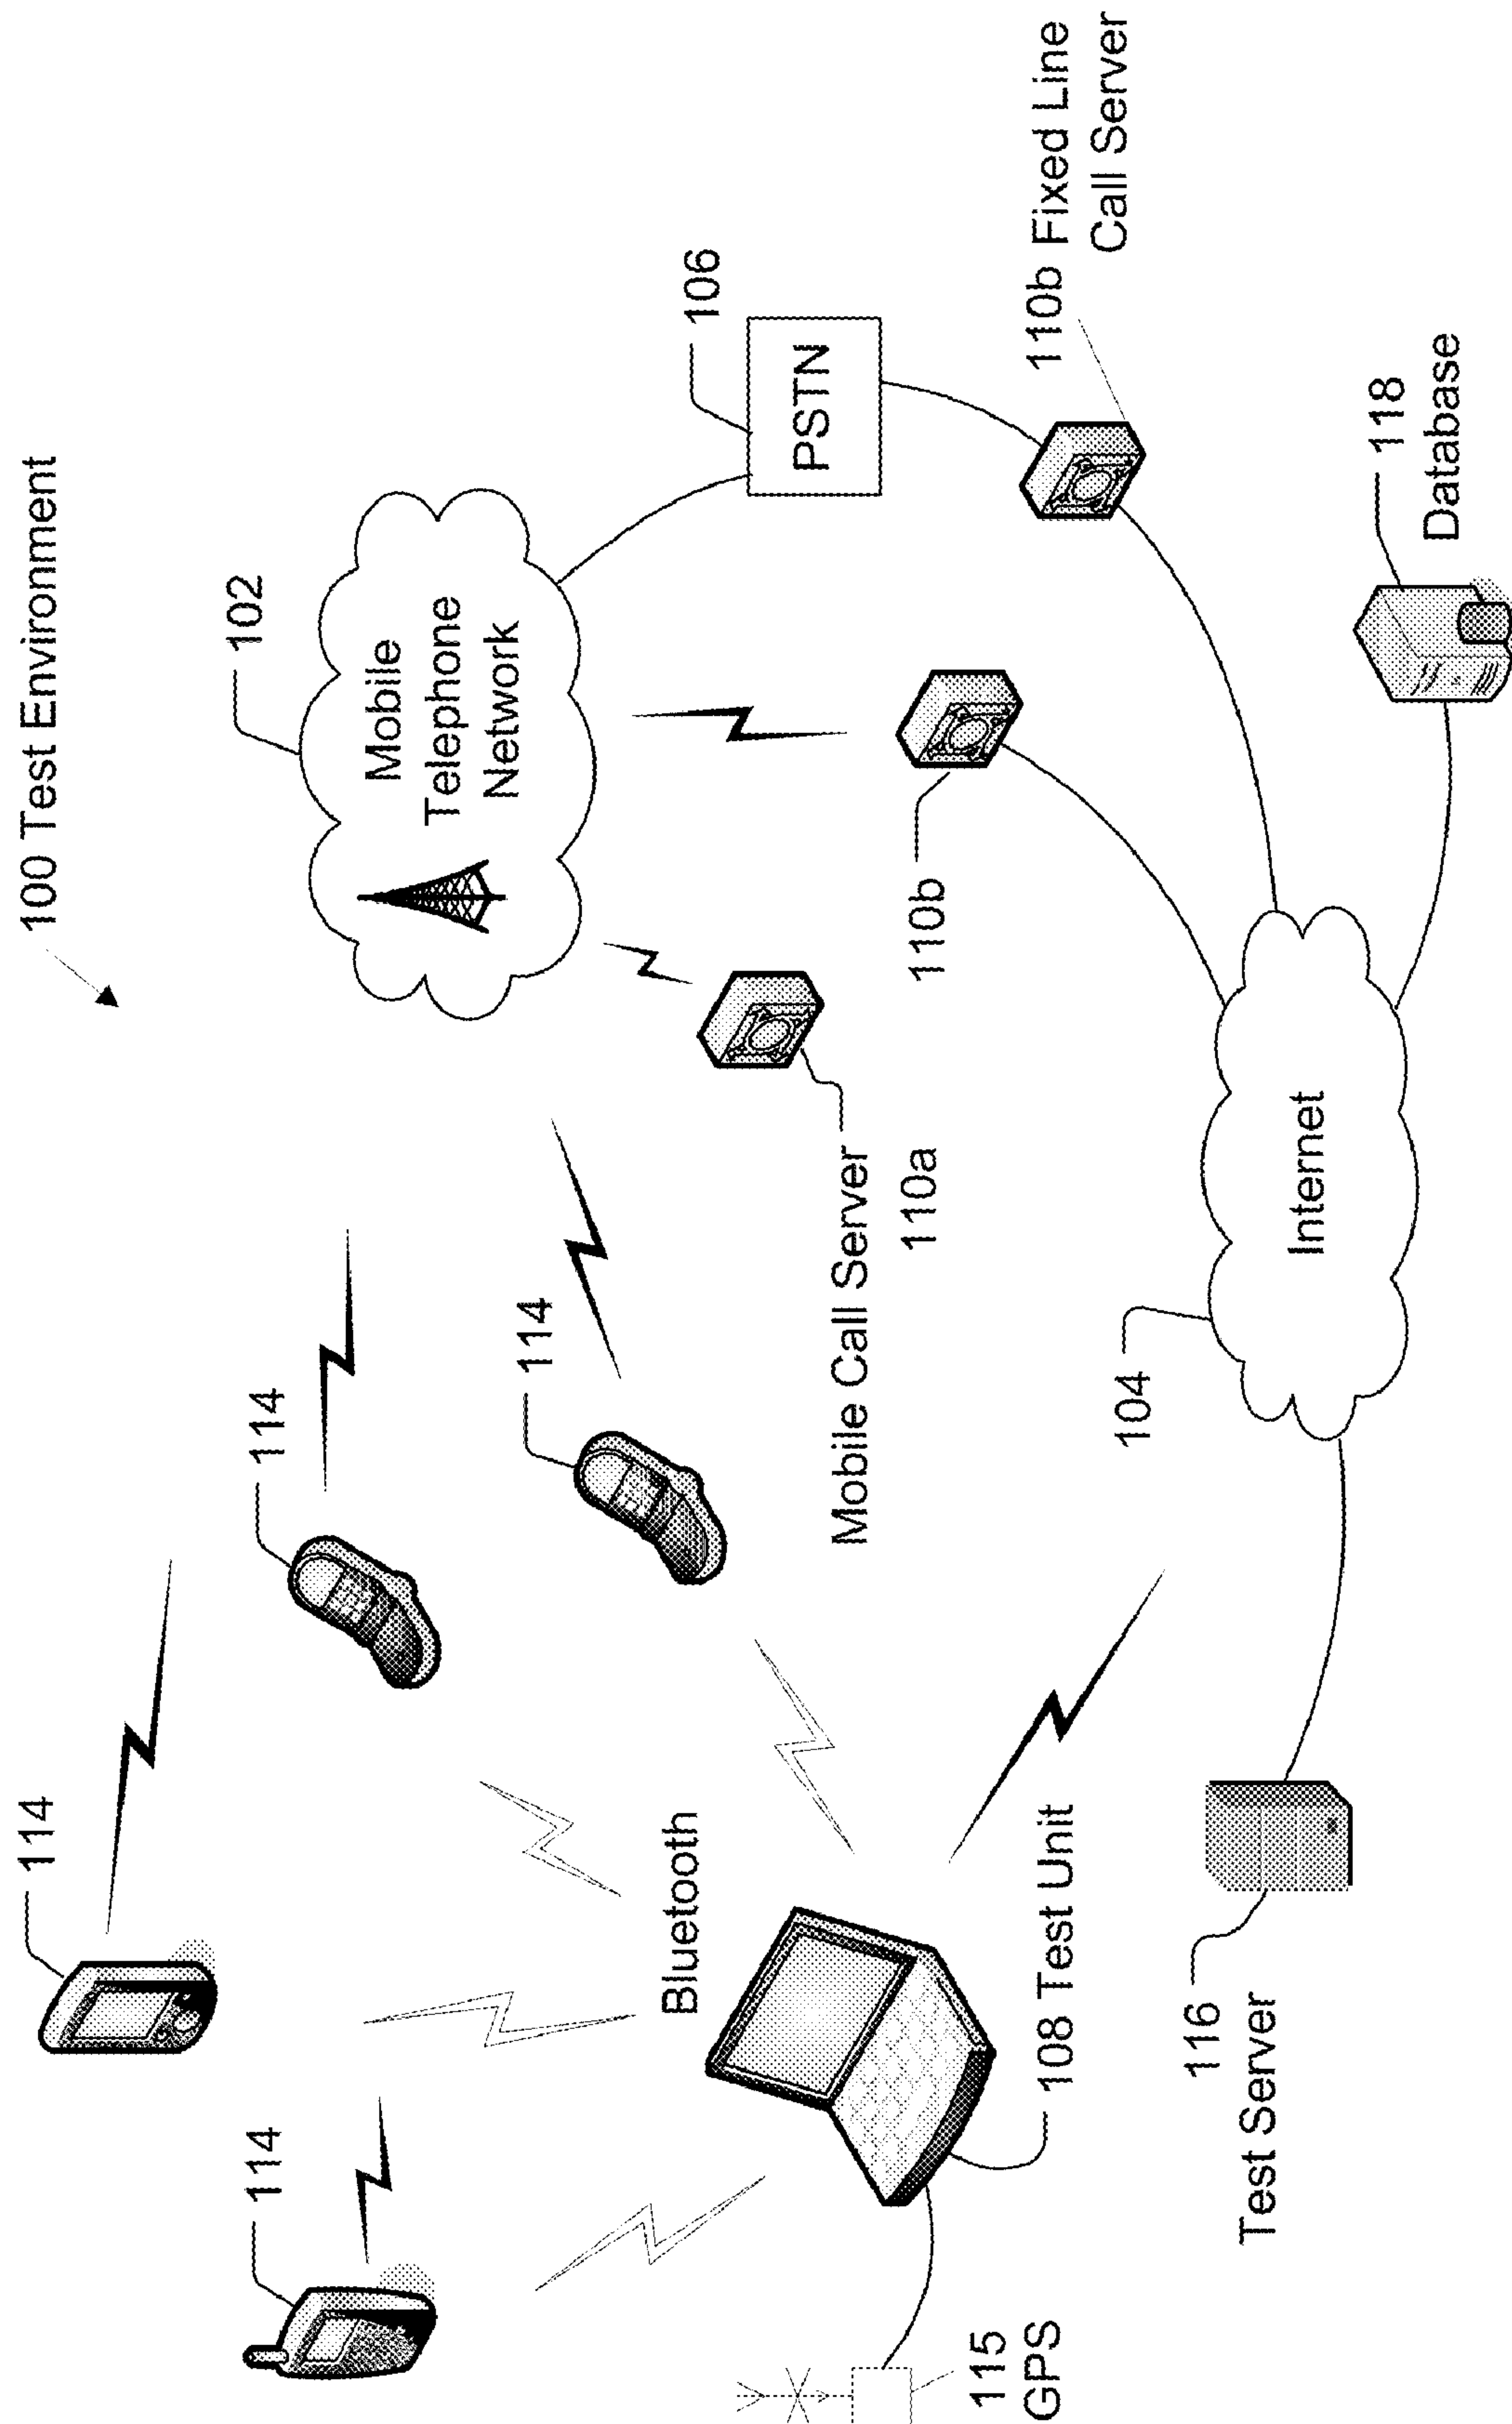 100 Test Environment
114
102
Mobile
Telephone
Network
114
114
114
106
PSTN
Bluetooth
Mobile Call Server
110a
110b
110b Fixed Line
Call Server
115
GPS
108 Test Unit
104
Internet
116
Test Server
118
Database